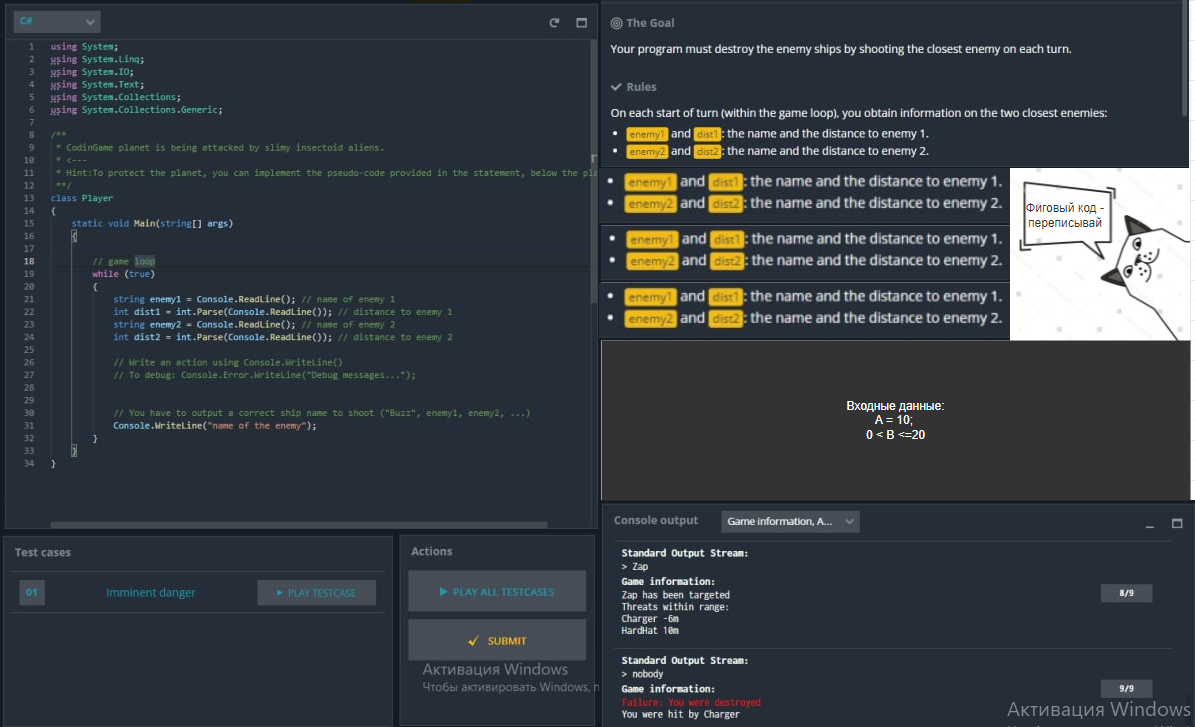 C#
1 using System;
2 using System.Linq;
3 using System.IO;
4 using System.Text;
5 using System.Collections;
6 using System.Collections.Generic;
7
8 /**
9 * CodinGame planet is being attacked by slimy insectoid aliens.
10 * <---
11 * Hint:To protect the planet, you can implement the pseudo-code provided in the statement, below the pla
12 **/
13 class Player
14 {
15 static void Main(string[] args)
16 {
17
18 // game loop
19 while (true)
20 {
21 string enemy1 = Console.ReadLine(); // name of enemy 1
22 int dist1 = int.Parse(Console.ReadLine()); // distance to enemy 1
23 string enemy2 = Console.ReadLine(); // name of enemy 2
24 int dist2 = int.Parse(Console.ReadLine()); // distance to enemy 2
25
26 // Write an action using Console.WriteLine()
27 // To debug: Console.Error.WriteLine("Debug messages...");
28
29
30 // You have to output a correct ship name to shoot ("Buzz", enemy1, enemy2, ...)
31 Console.WriteLine("name of the enemy");
32 }
33 }
34 }
Test cases
01 Imminent danger PLAY TESTCASE
Actions
PLAY ALL TESTCASES
SUBMIT
Активация Windows
Чтобы активировать Windows, п
The Goal
Your program must destroy the enemy ships by shooting the closest enemy on each turn.
Rules
On each start of turn (within the game loop), you obtain information on the two closest enemies:
• enemy1 and dist1: the name and the distance to enemy 1.
• enemy2 and dist2: the name and the distance to enemy 2.
• enemy1 and dist1: the name and the distance to enemy 1.
• enemy2 and dist2: the name and the distance to enemy 2.
• enemy1 and dist1: the name and the distance to enemy 1.
• enemy2 and dist2: the name and the distance to enemy 2.
• enemy1 and dist1: the name and the distance to enemy 1.
• enemy2 and dist2: the name and the distance to enemy 2.
Фиговый код -
переписывай
Входные данные:
A = 10;
0 < B <=20
Console output Game information, A...
Standard Output Stream:
> Zap
Game information:
Zap has been targeted
8/9
Threats within range:
Charger -6m
HardHat 10m
Standard Output Stream:
> nobody
Game information:
9/9
Failure: You were destroyed
You were hit by Charger
Активация Windows